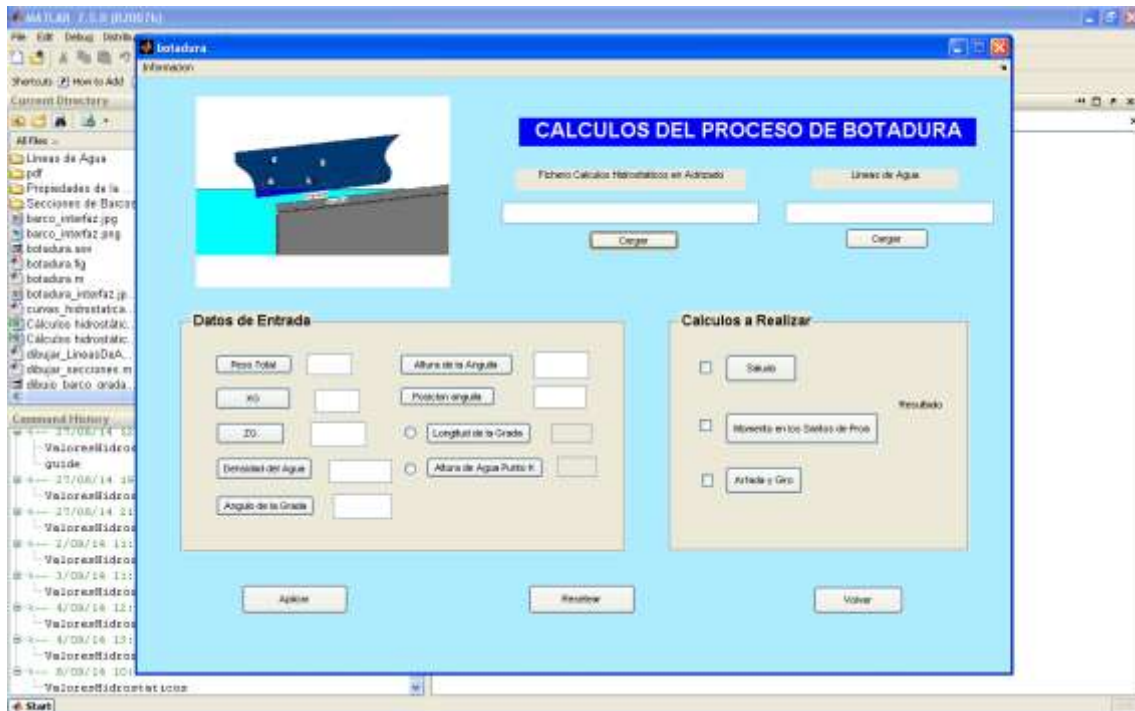 MATLAB 7.5.0 (R2007b)
File Edit Debug Distrib
Shortcuts How to Add
Current Directory
All Files
Lineas de Agua
pdf
Propiedades de la
Secciones de Barcos
barco_interfaz.jpg
barco_interfaz.png
botadura.asv
botadura.fig
botadura.m
botadura_interfaz.jp
curvas_hidrostatica...
Cálculos hidrostátic...
Cálculos hidrostátic...
dibujar_LineasDeA...
dibujar_secciones.m
dibujo barco grada
Command History
ValoresHidros
guide
ValoresHidros
ValoresHidros
ValoresHidros
ValoresHidros
ValoresHidros
ValoresHidros
ValoresHidrostaticos
Start
botadura
Informacion
CALCULOS DEL PROCESO DE BOTADURA
Fichero Calculos Hidrostaticos en Adrizado
Lineas de Agua
Cargar
Cargar
Datos de Entrada
Peso Total
XG
ZG
Densidad del Agua
Angulo de la Grada
Altura de la Anguila
Posicion anguila
Longitud de la Grada
Altura de Agua Punto K
Calculos a Realizar
Saludo
Resultado
Momento en los Santos de Proa
Arfada y Giro
Aplicar
Resetear
Volver